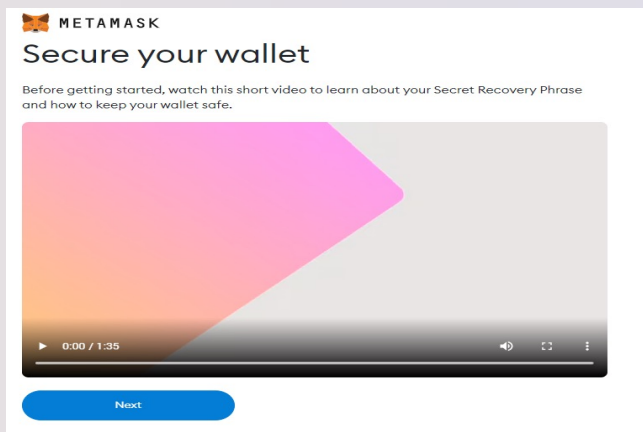 METAMASK
Secure your wallet
Before getting started, watch this short video to learn about your Secret Recovery Phrase
and how to keep your wallet safe.
0:00 / 1:35
Next